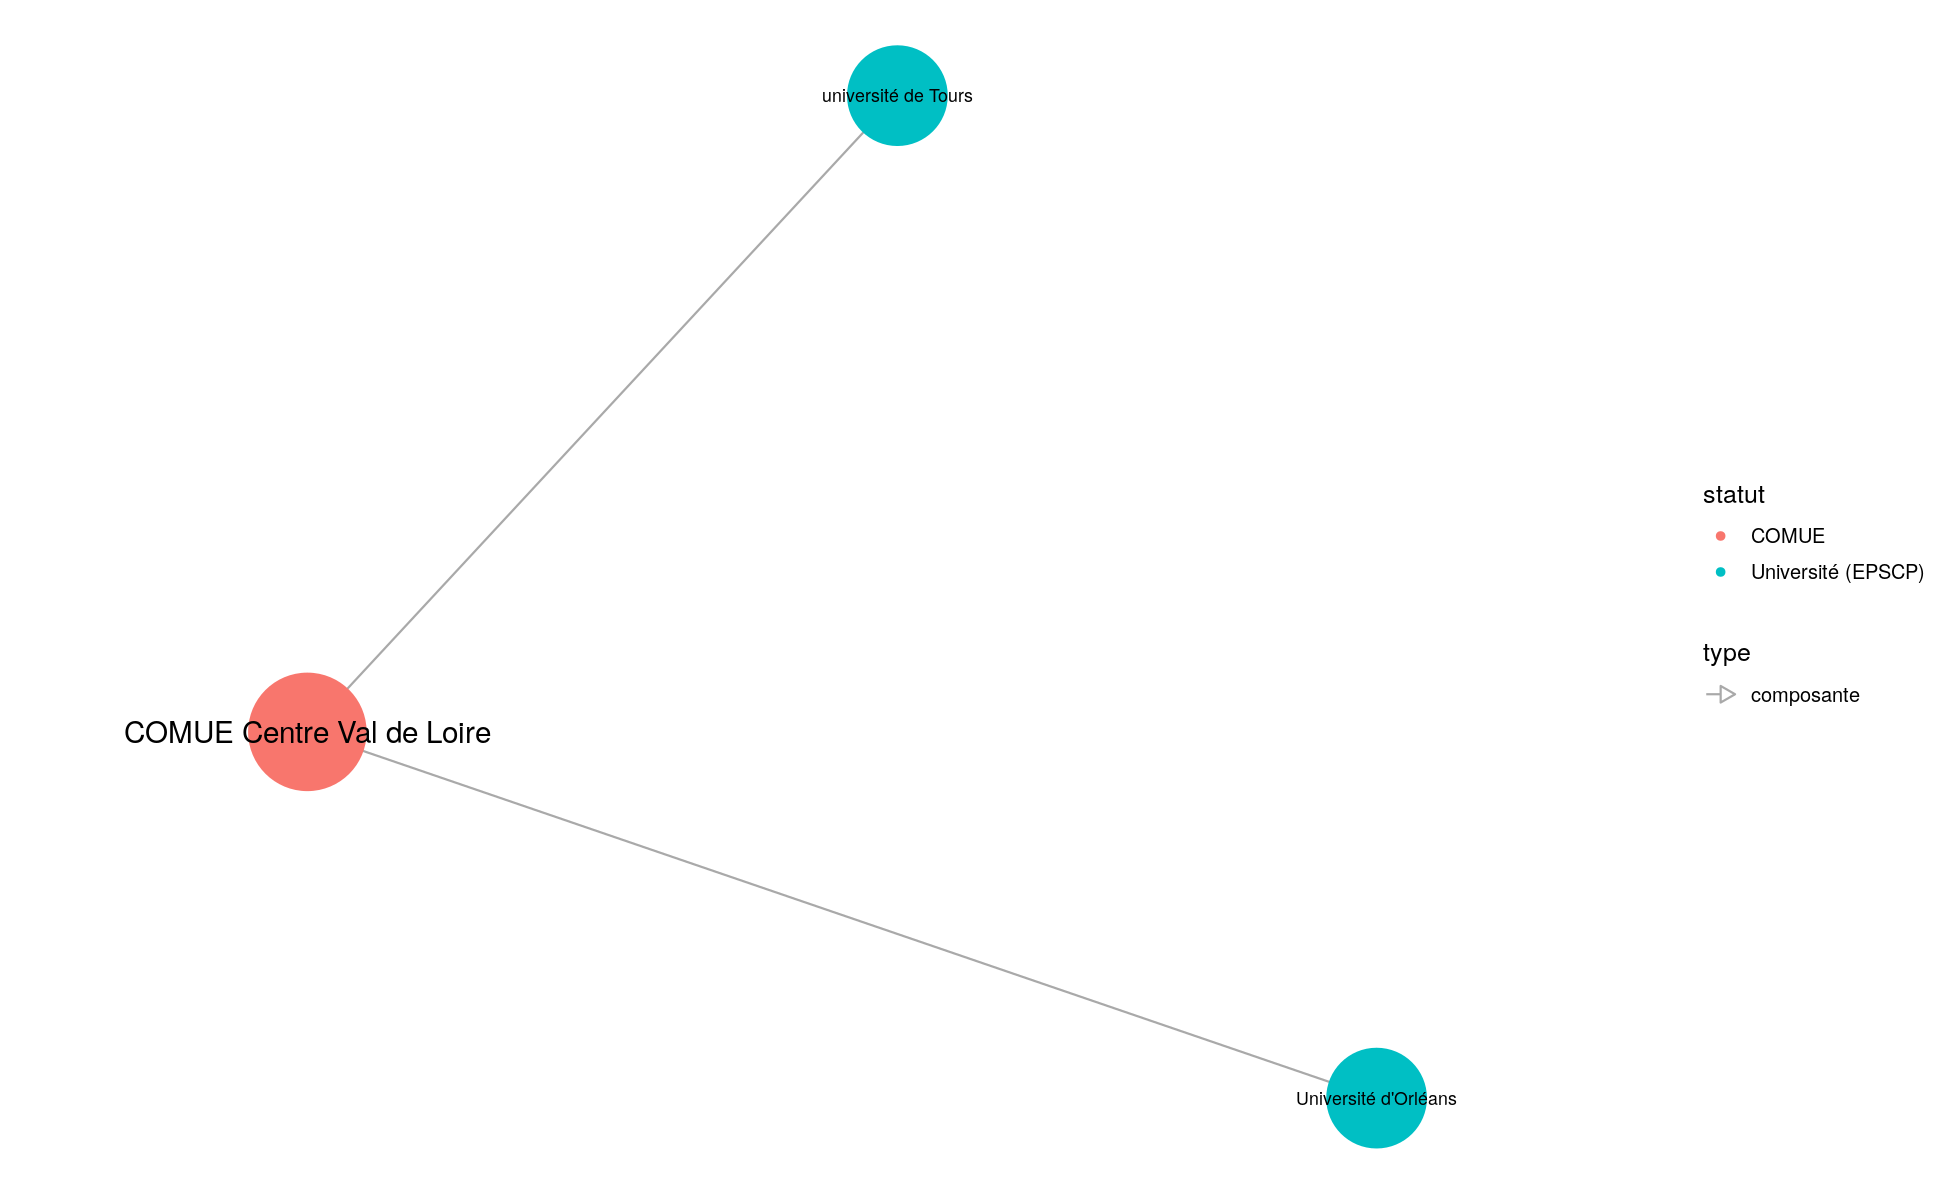 université de Tours
COMUE Centre Val de Loire
Université d'Orléans
statut
COMUE
Université (EPSCP)
type
composante